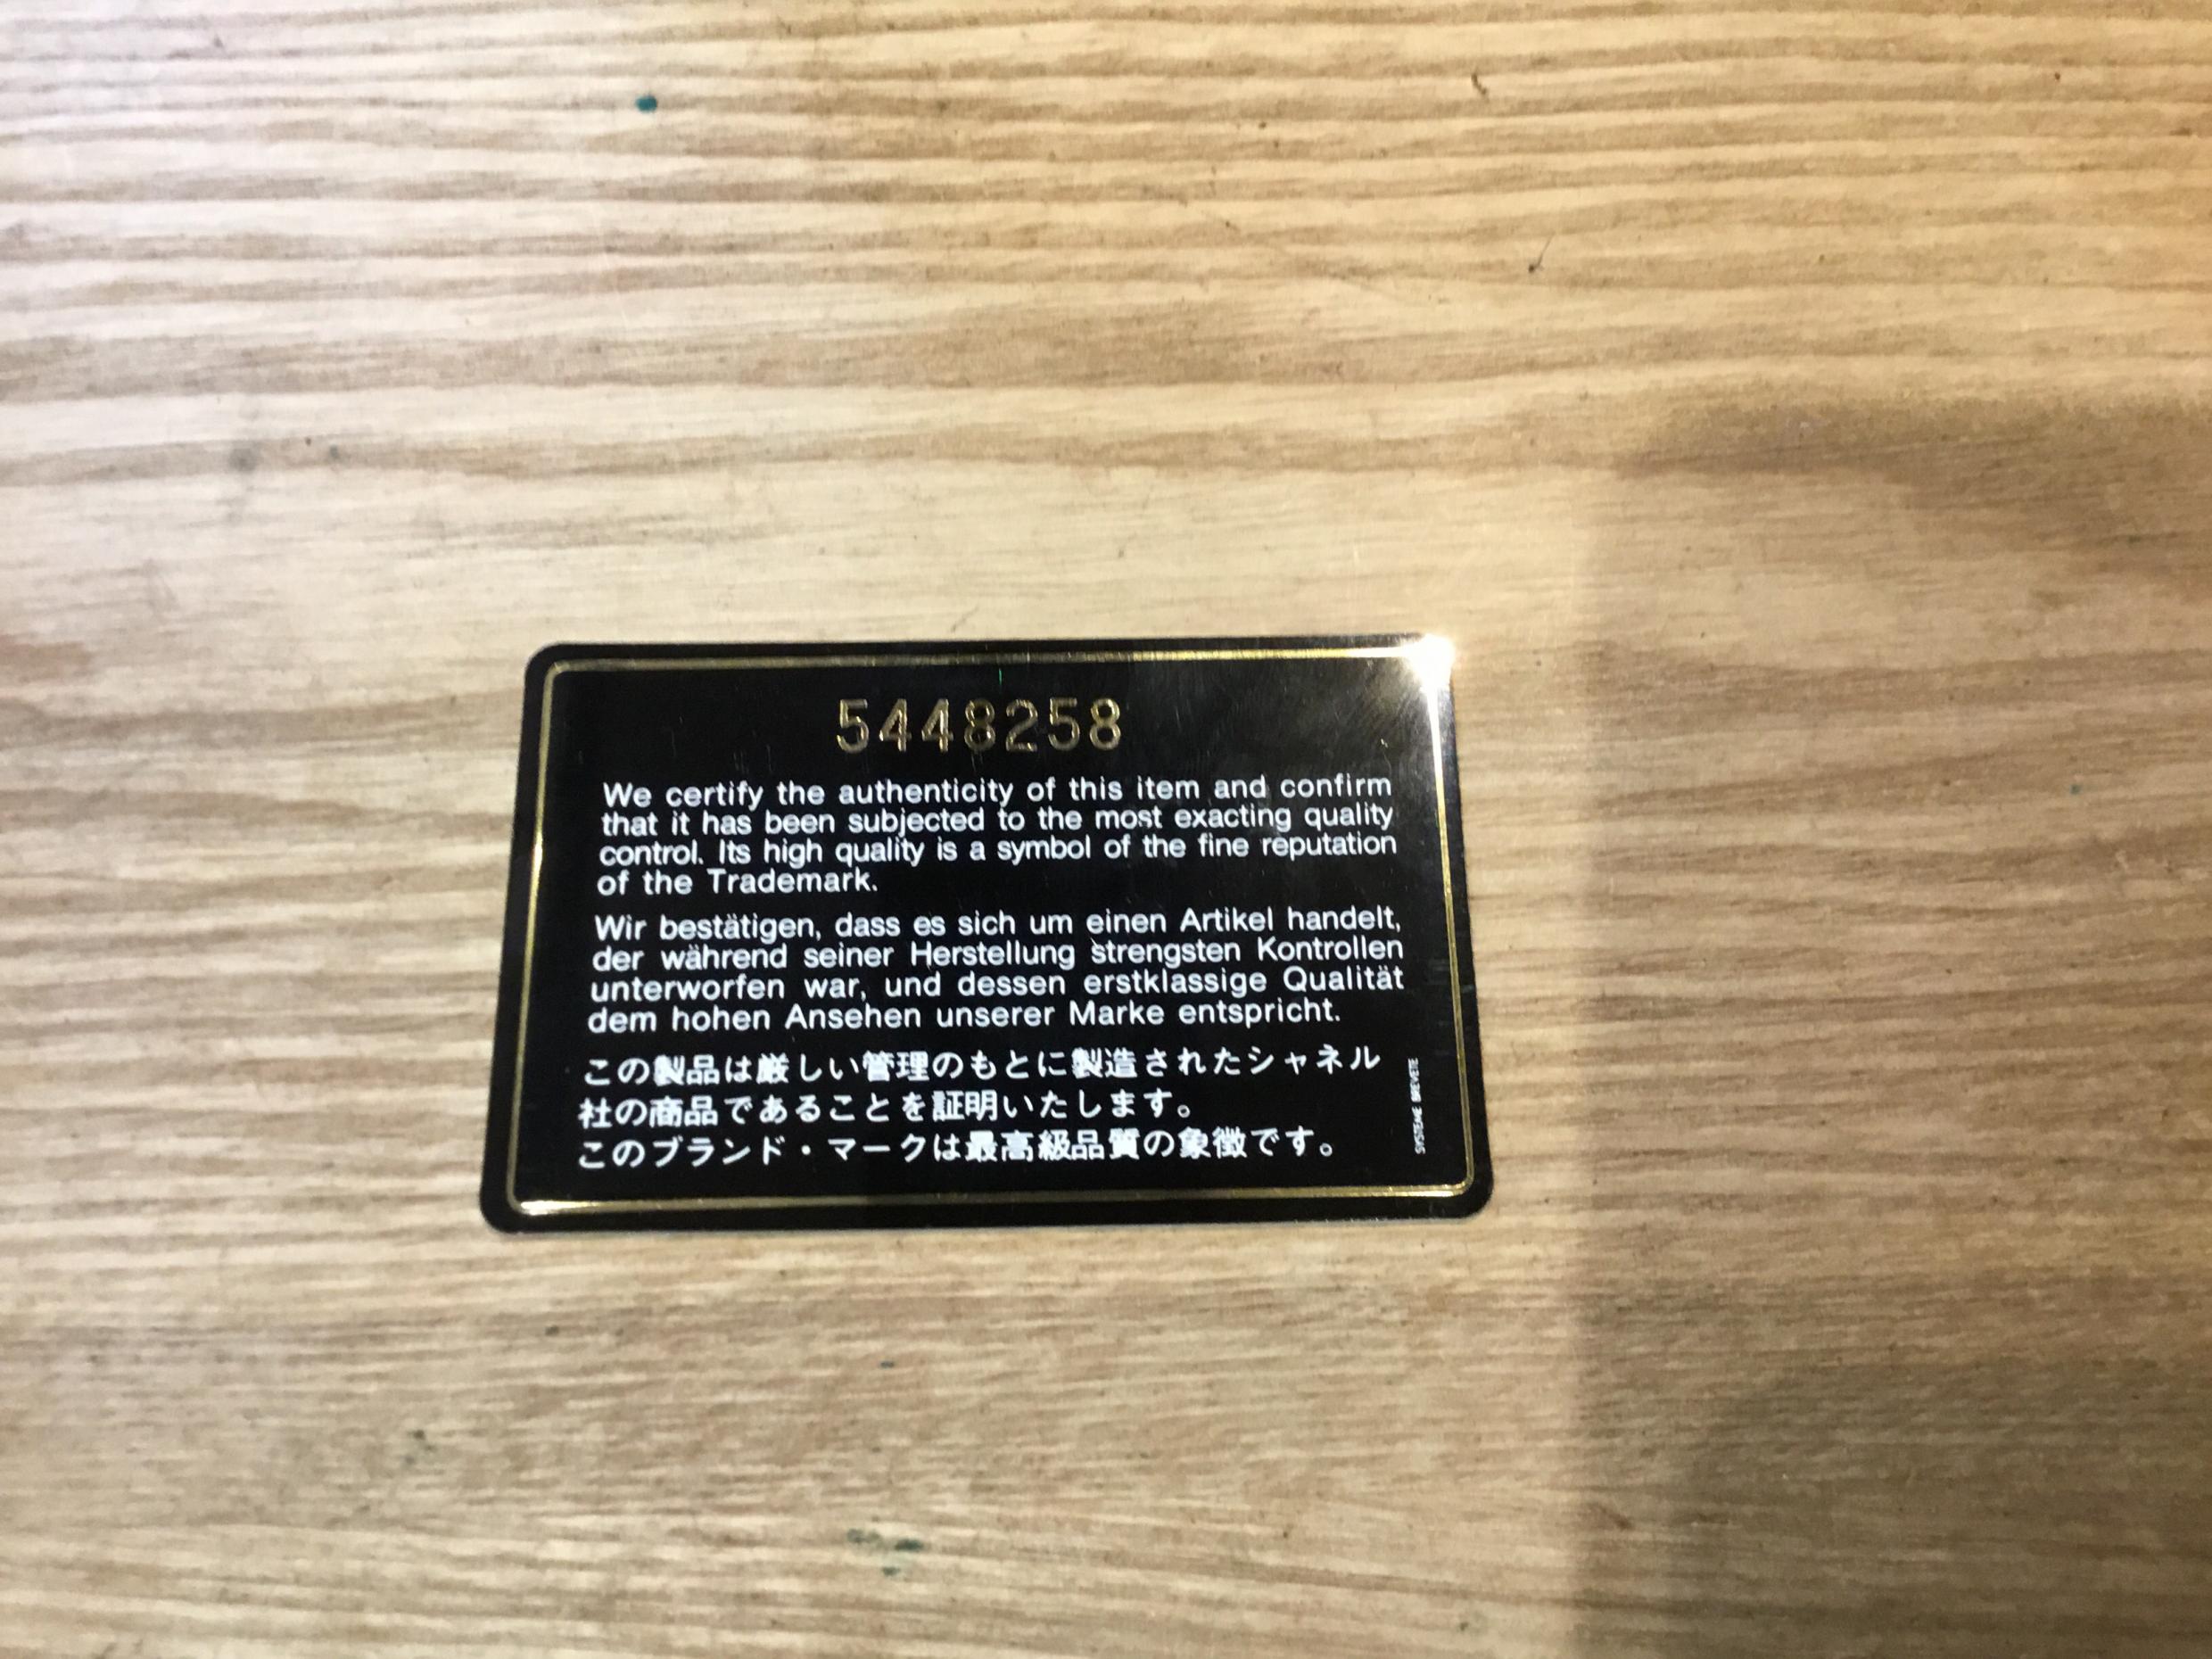 5448258
We certify the authenticity of this item and confirm
that it has been subjected to the most exacting quality
control. Its high quality is a symbol of the fine reputation
of the Trademark.
Wir bestätigen, dass es sich um einen Artikel handelt,
der während seiner Herstellung strengsten Kontrollen
unterworfen war, und dessen erstklassige Qualität
dem hohen Ansehen unserer Marke entspricht.
この製品は厳しい管理のもとに製造されたシャネル
社の商品であることを証明いたします。
このブランド・マークは最高級品質の象徴です。
SYSTEME BREVETE